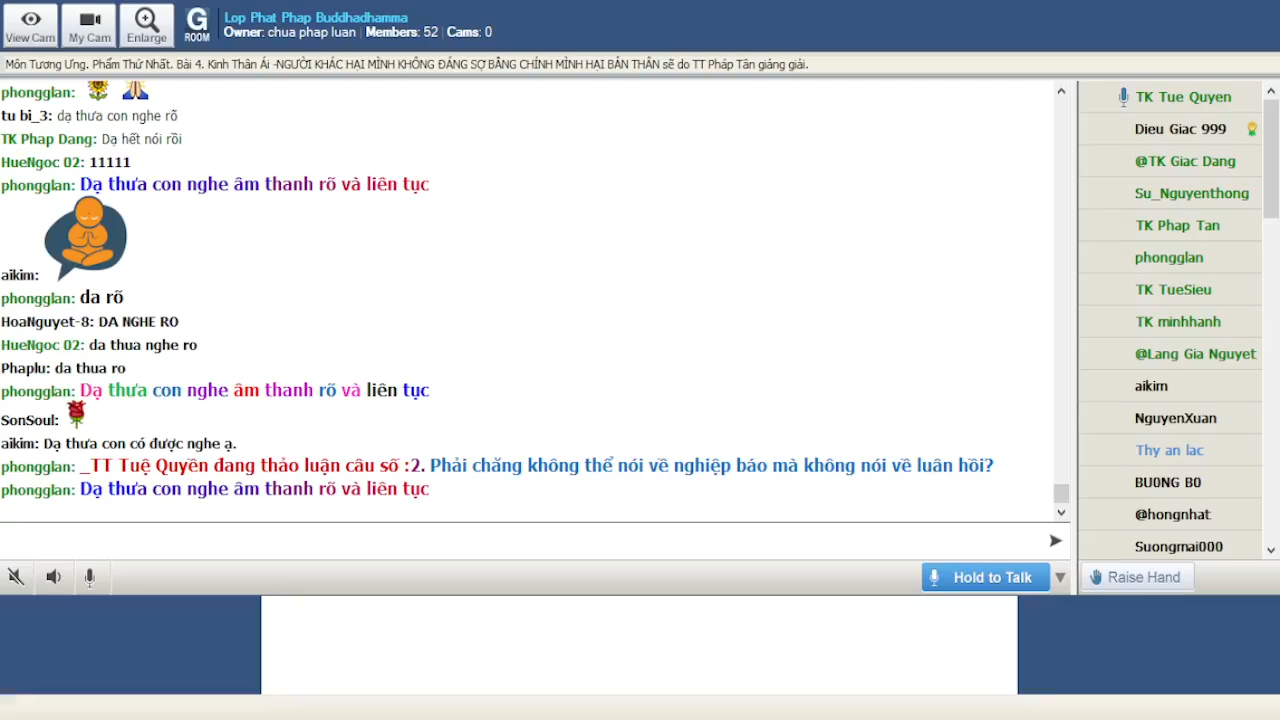 View Cam
My Cam
Enlarge
G
ROOM
Lop Phat Phap Buddhadhamma
Owner: chua phap luan | Members: 52 | Cams: 0
Môn Tương Ưng. Phẩm Thứ Nhất. Bài 4. Kinh Thân Ái -NGƯỜI KHÁC HẠI MÌNH KHÔNG ĐÁNG SỢ BẰNG CHÍNH MÌNH HẠI BẢN THÂN sẽ do TT Pháp Tân giảng giải.
phongglan:
tu bi_3: dạ thưa con nghe rõ
TK Phap Dang: Dạ hết nói rồi
HueNgoc 02: 11111
phongglan: Dạ thưa con nghe âm thanh rõ và liên tục
aikim:
phongglan: da rõ
HoaNguyet-8: DA NGHE RO
HueNgoc 02: da thua nghe ro
Phaplu: da thua ro
phongglan: Dạ thưa con nghe âm thanh rõ và liên tục
SonSoul:
aikim: Dạ thưa con có được nghe ạ.
phongglan: _TT Tuệ Quyền đang thảo luận câu số :2. Phải chăng không thể nói về nghiệp báo mà không nói về luân hồi?
phongglan: Dạ thưa con nghe âm thanh rõ và liên tục
Hold to Talk
TK Tue Quyen
Dieu Giac 999
@TK Giac Dang
Su_Nguyenthong
TK Phap Tan
phongglan
TK TueSieu
TK minhhanh
@Lang Gia Nguyet
aikim
NguyenXuan
Thy an lac
BU0NG B0
@hongnhat
Suongmai000
Raise Hand